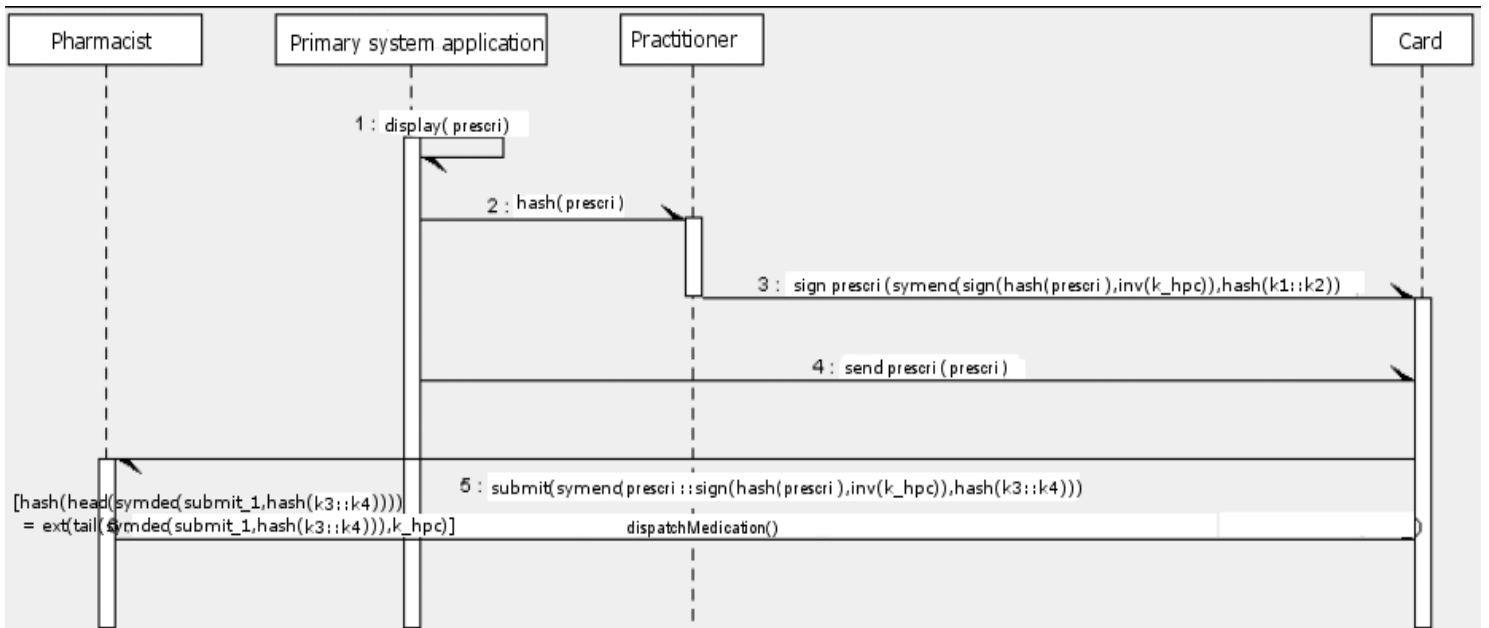 Pharmacist
Primary system application
Practitioner
Card
1 : display( prescri)
2 : hash( prescri )
3 : sign prescri (symenc(sign(hash(prescri ),inv(k_hpc)),hash(k1::k2))
4 : send prescri ( prescri )
5 : submit(symenc(prescri ::sign(hash(prescri ),inv(k_hpc)),hash(k3::k4)))
[hash(head(symdec(submit_1,hash(k3::k4))))
= ext(tail(symdec(submit_1,hash(k3::k4))),k_hpc)]
dispatchMedication()
)